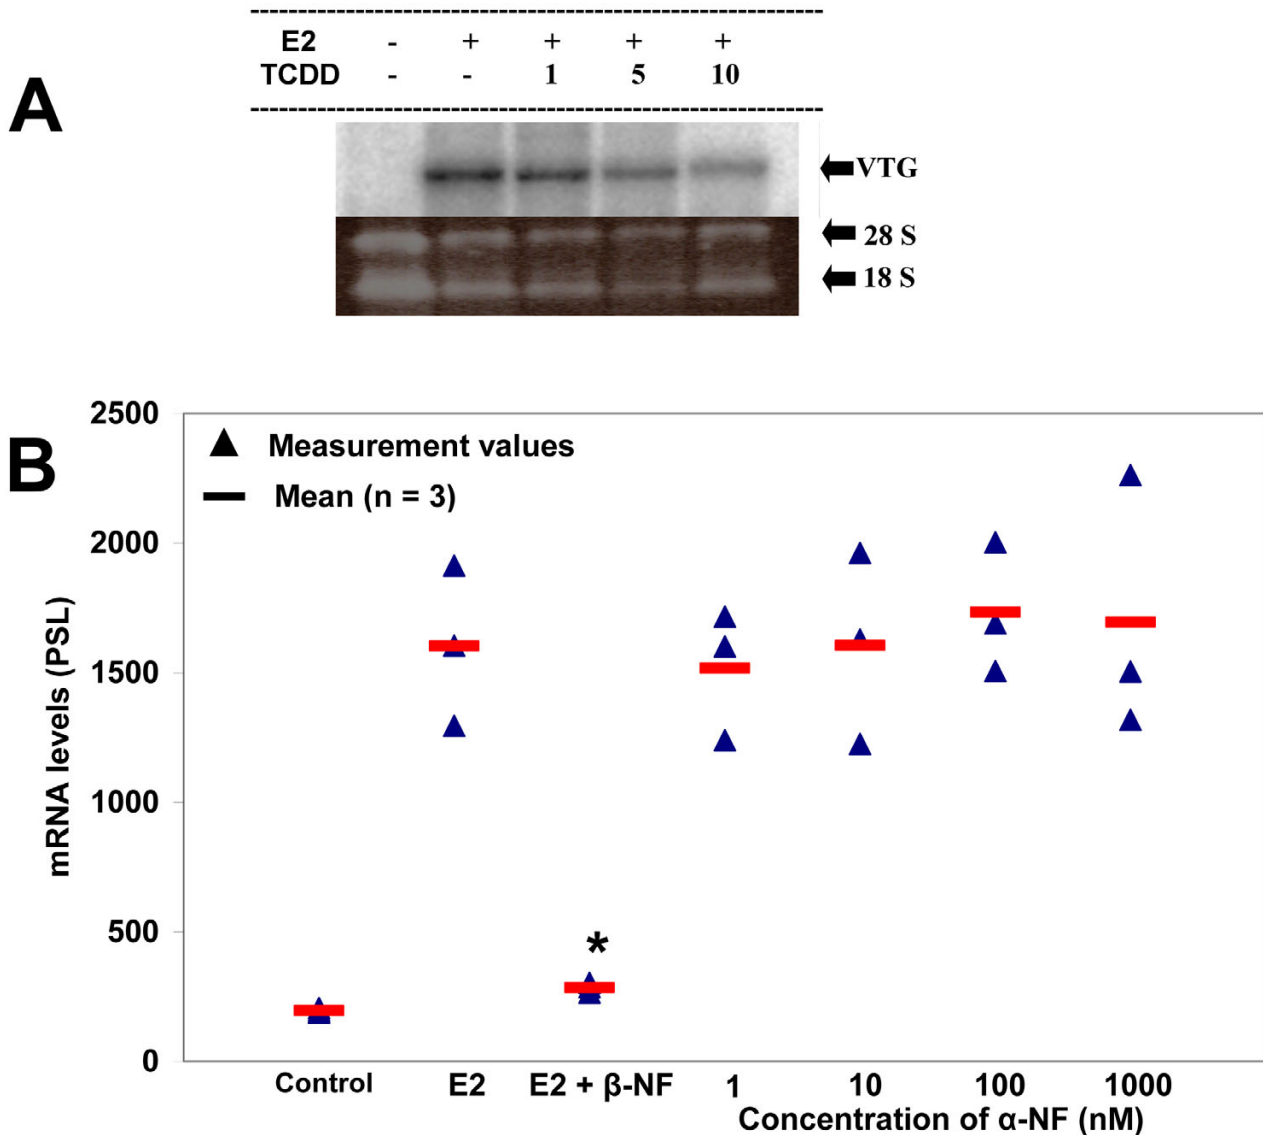 A
E2 - + + + +
TCDD - - 1 5 10
VTG
28 S
18 S
B
2500
2000
1500
1000
500
0
mRNA levels (PSL)
Measurement values
Mean (n = 3)
*
Control E2 E2 + β-NF 1 10 100 1000
Concentration of α-NF (nM)